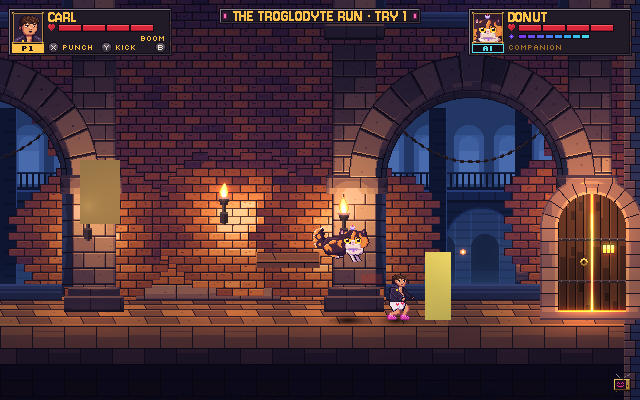 CARL
P1
X PUNCH Y KICK
BOOM
B
THE TROGLODYTE RUN · TRY 1
DONUT
AI
COMPANION